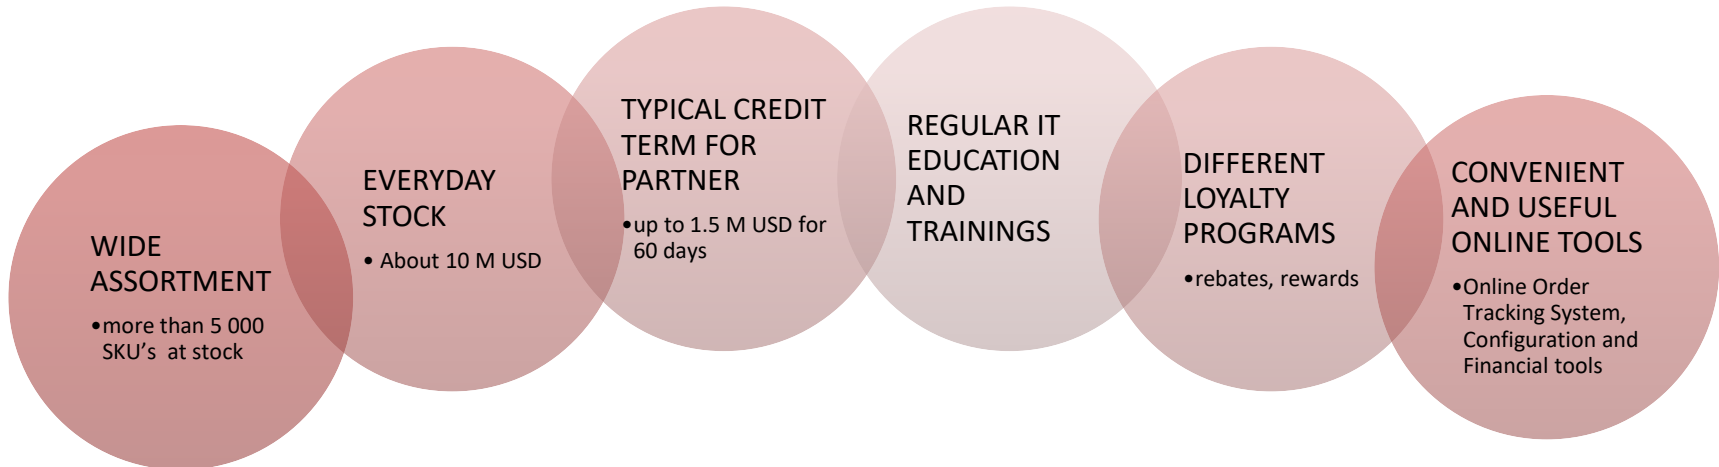 WIDE
ASSORTMENT
•more than 5 000
SKU’s at stock
EVERYDAY
STOCK
• About 10 M USD
TYPICAL CREDIT
TERM FOR
PARTNER
•up to 1.5 M USD for
60 days
REGULAR IT
EDUCATION
AND
TRAININGS
DIFFERENT
LOYALTY
PROGRAMS
•rebates, rewards
CONVENIENT
AND USEFUL
ONLINE TOOLS
•Online Order
Tracking System,
Configuration and
Financial tools